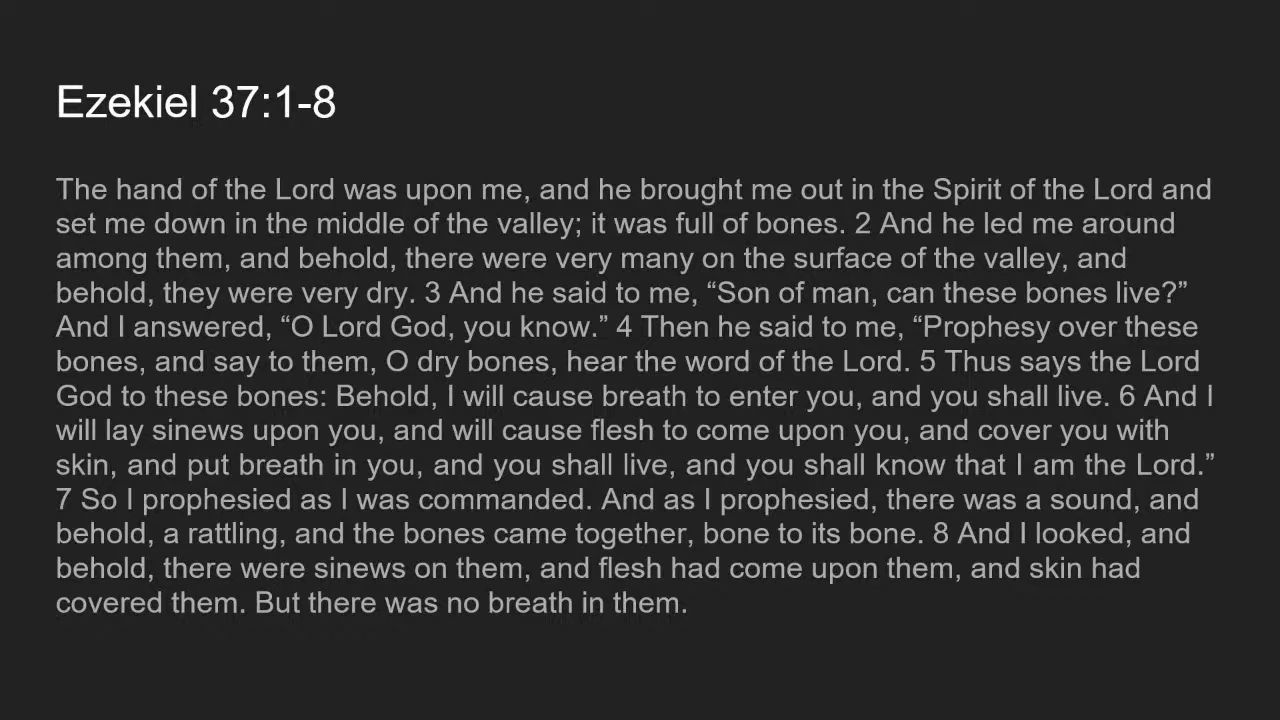 Ezekiel 37:1-8
The hand of the Lord was upon me, and he brought me out in the Spirit of the Lord and
set me down in the middle of the valley; it was full of bones. 2 And he led me around
among them, and behold, there were very many on the surface of the valley, and
behold, they were very dry. 3 And he said to me, “Son of man, can these bones live?”
And I answered, “O Lord God, you know.” 4 Then he said to me, “Prophesy over these
bones, and say to them, O dry bones, hear the word of the Lord. 5 Thus says the Lord
God to these bones: Behold, I will cause breath to enter you, and you shall live. 6 And I
will lay sinews upon you, and will cause flesh to come upon you, and cover you with
skin, and put breath in you, and you shall live, and you shall know that I am the Lord.”
7 So I prophesied as I was commanded. And as I prophesied, there was a sound, and
behold, a rattling, and the bones came together, bone to its bone. 8 And I looked, and
behold, there were sinews on them, and flesh had come upon them, and skin had
covered them. But there was no breath in them.